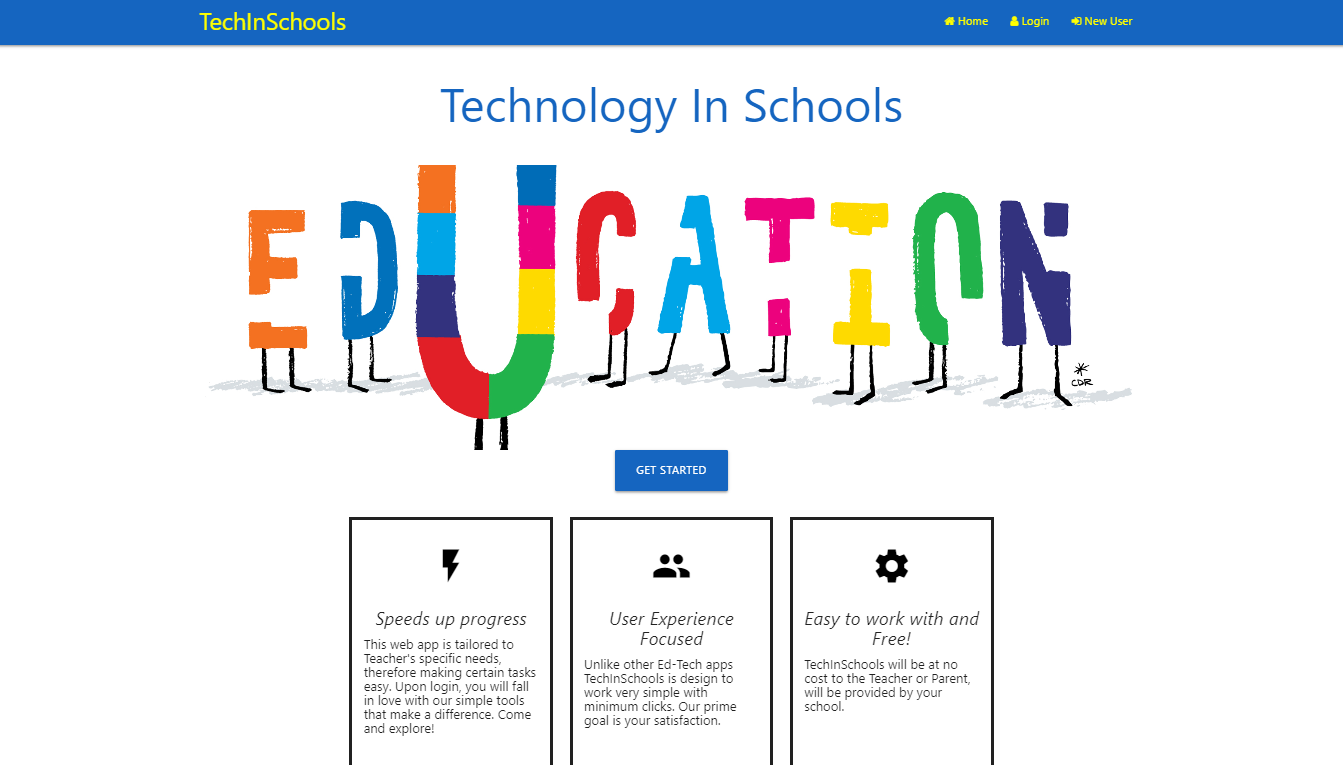 TechInSchools
Home
Login
New User
Technology In Schools
EDUCATION
CDR
GET STARTED
Speeds up progress
This web app is tailored to
Teacher's specific needs,
therefore making certain tasks
easy. Upon login, you will fall
in love with our simple tools
that make a difference. Come
and explore!
User Experience
Focused
Unlike other Ed-Tech apps
TechInSchools is design to
work very simple with
minimum clicks. Our prime
goal is your satisfaction.
Easy to work with and
Free!
TechInSchools will be at no
cost to the Teacher or Parent,
will be provided by your
school.